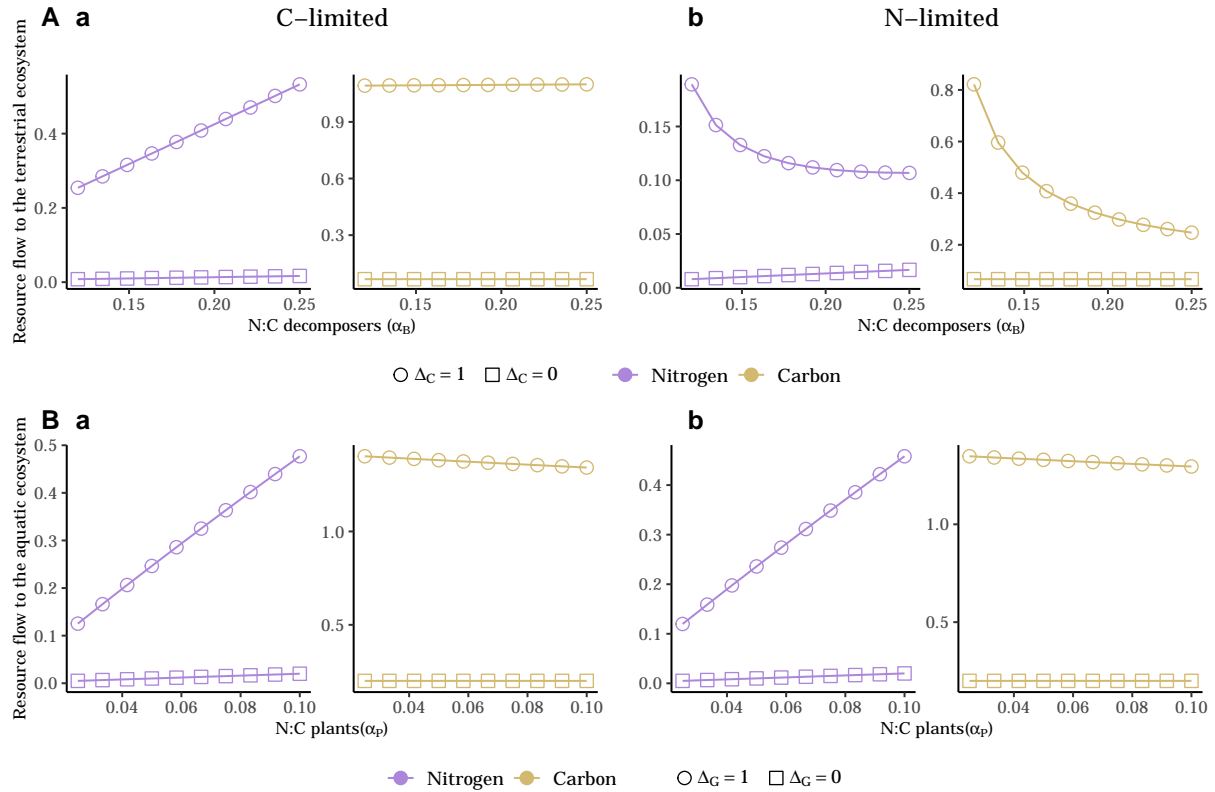 A a C–limited b N–limited
Resource flow to the terrestrial ecosystem
0.4
0.2
0.0
0.15 0.20 0.25
0.9
0.6
0.3
0.15 0.20 0.25
N:C decomposers (αB)
0.15
0.10
0.05
0.00
0.15 0.20 0.25
0.8
0.6
0.4
0.2
0.15 0.20 0.25
N:C decomposers (αB)
ΔC = 1 ΔC = 0 Nitrogen Carbon
B a b
Resource flow to the aquatic ecosystem
0.5
0.4
0.3
0.2
0.1
0.0
0.04 0.06 0.08 0.10
1.0
0.5
0.04 0.06 0.08 0.10
N:C plants(αP)
0.4
0.3
0.2
0.1
0.0
0.04 0.06 0.08 0.10
1.0
0.5
0.04 0.06 0.08 0.10
N:C plants(αP)
Nitrogen Carbon ΔG = 1 ΔG = 0